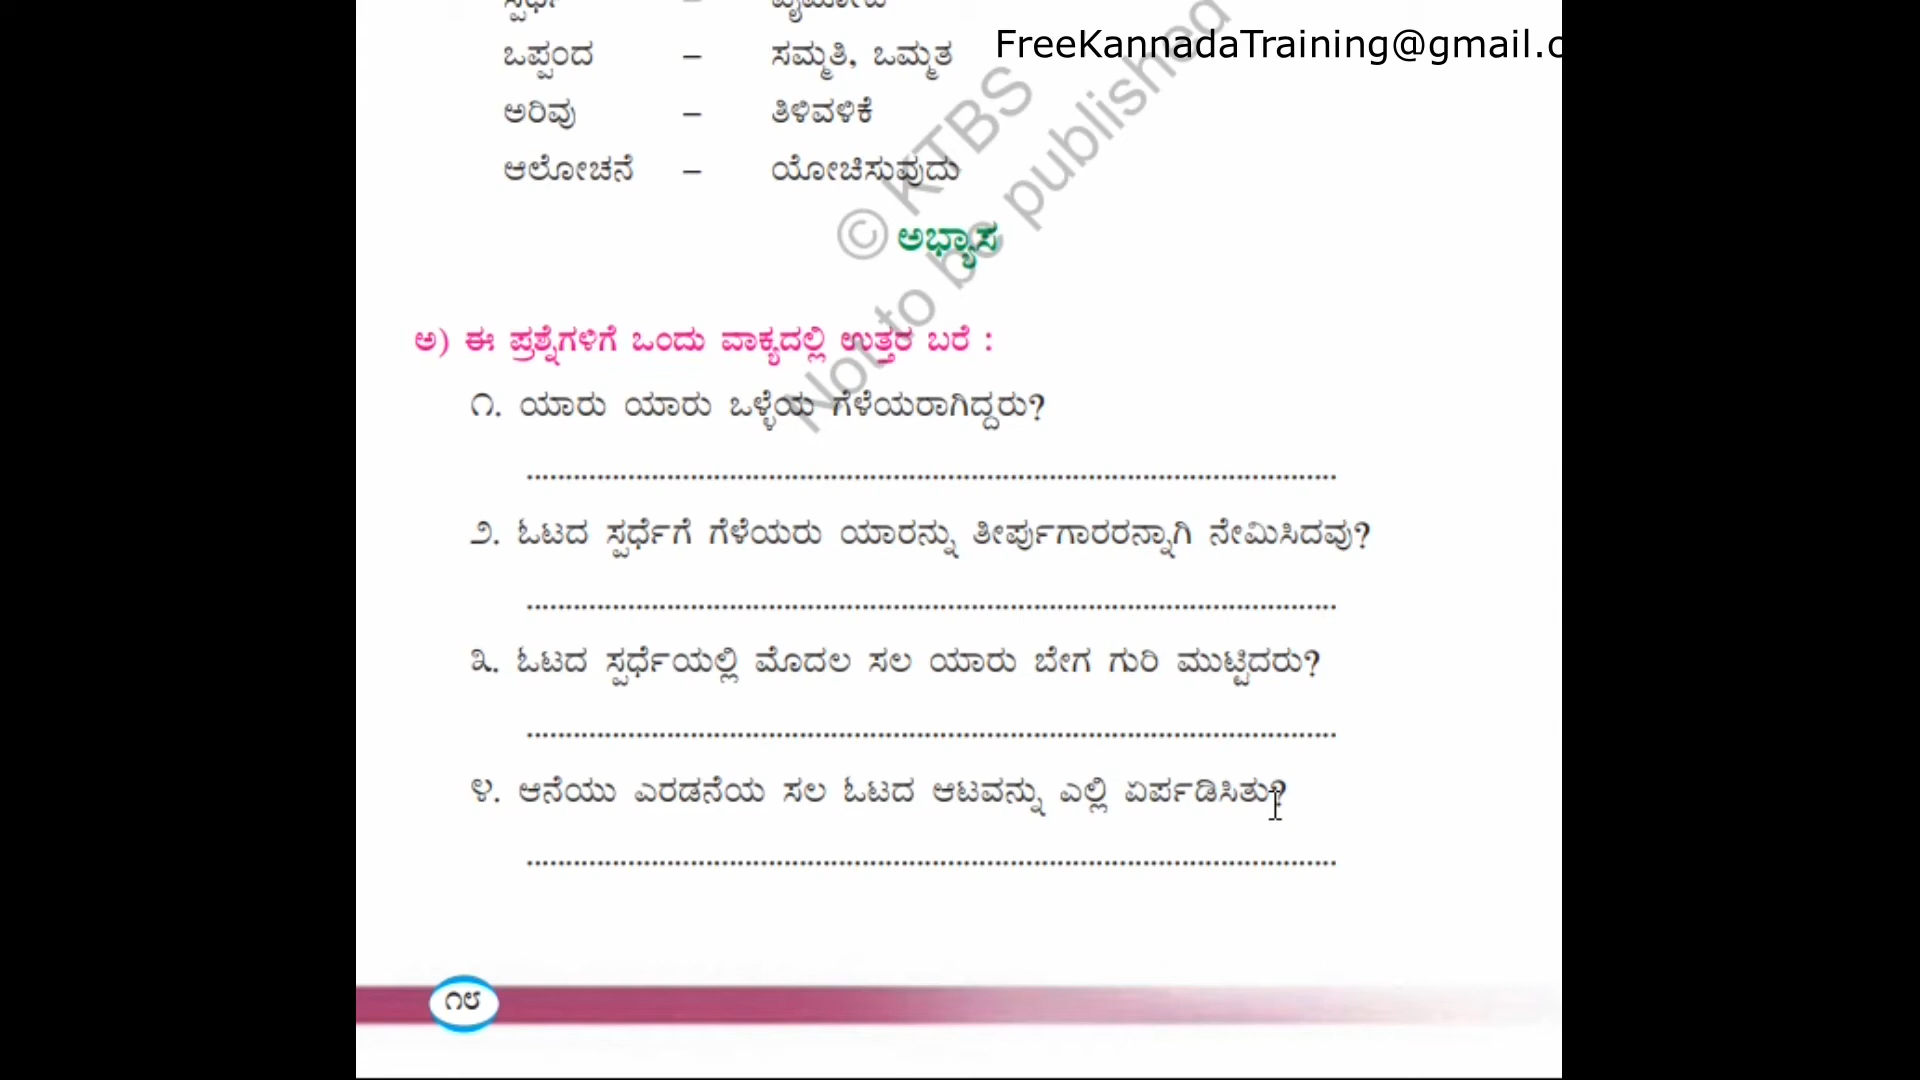 ಸ್ಪರ್ಧೆ – ಪೈಪೋಟಿ
ಒಪ್ಪಂದ – ಸಮ್ಮತಿ, ಒಮ್ಮತ
FreeKannadaTraining@gmail.c
ಅರಿವು – ತಿಳಿವಳಿಕೆ
ಆಲೋಚನೆ – ಯೋಚಿಸುವುದು
© KTBS
Not to be published
ಅಭ್ಯಾಸ
ಅ) ಈ ಪ್ರಶ್ನೆಗಳಿಗೆ ಒಂದು ವಾಕ್ಯದಲ್ಲಿ ಉತ್ತರ ಬರೆ :
೧. ಯಾರು ಯಾರು ಒಳ್ಳೆಯ ಗೆಳೆಯರಾಗಿದ್ದರು?
೨. ಓಟದ ಸ್ಪರ್ಧೆಗೆ ಗೆಳೆಯರು ಯಾರನ್ನು ತೀರ್ಪುಗಾರರನ್ನಾಗಿ ನೇಮಿಸಿದವು?
೩. ಓಟದ ಸ್ಪರ್ಧೆಯಲ್ಲಿ ಮೊದಲ ಸಲ ಯಾರು ಬೇಗ ಗುರಿ ಮುಟ್ಟಿದರು?
೪. ಆನೆಯು ಎರಡನೆಯ ಸಲ ಓಟದ ಆಟವನ್ನು ಎಲ್ಲಿ ಏರ್ಪಡಿಸಿತು?
೧೮